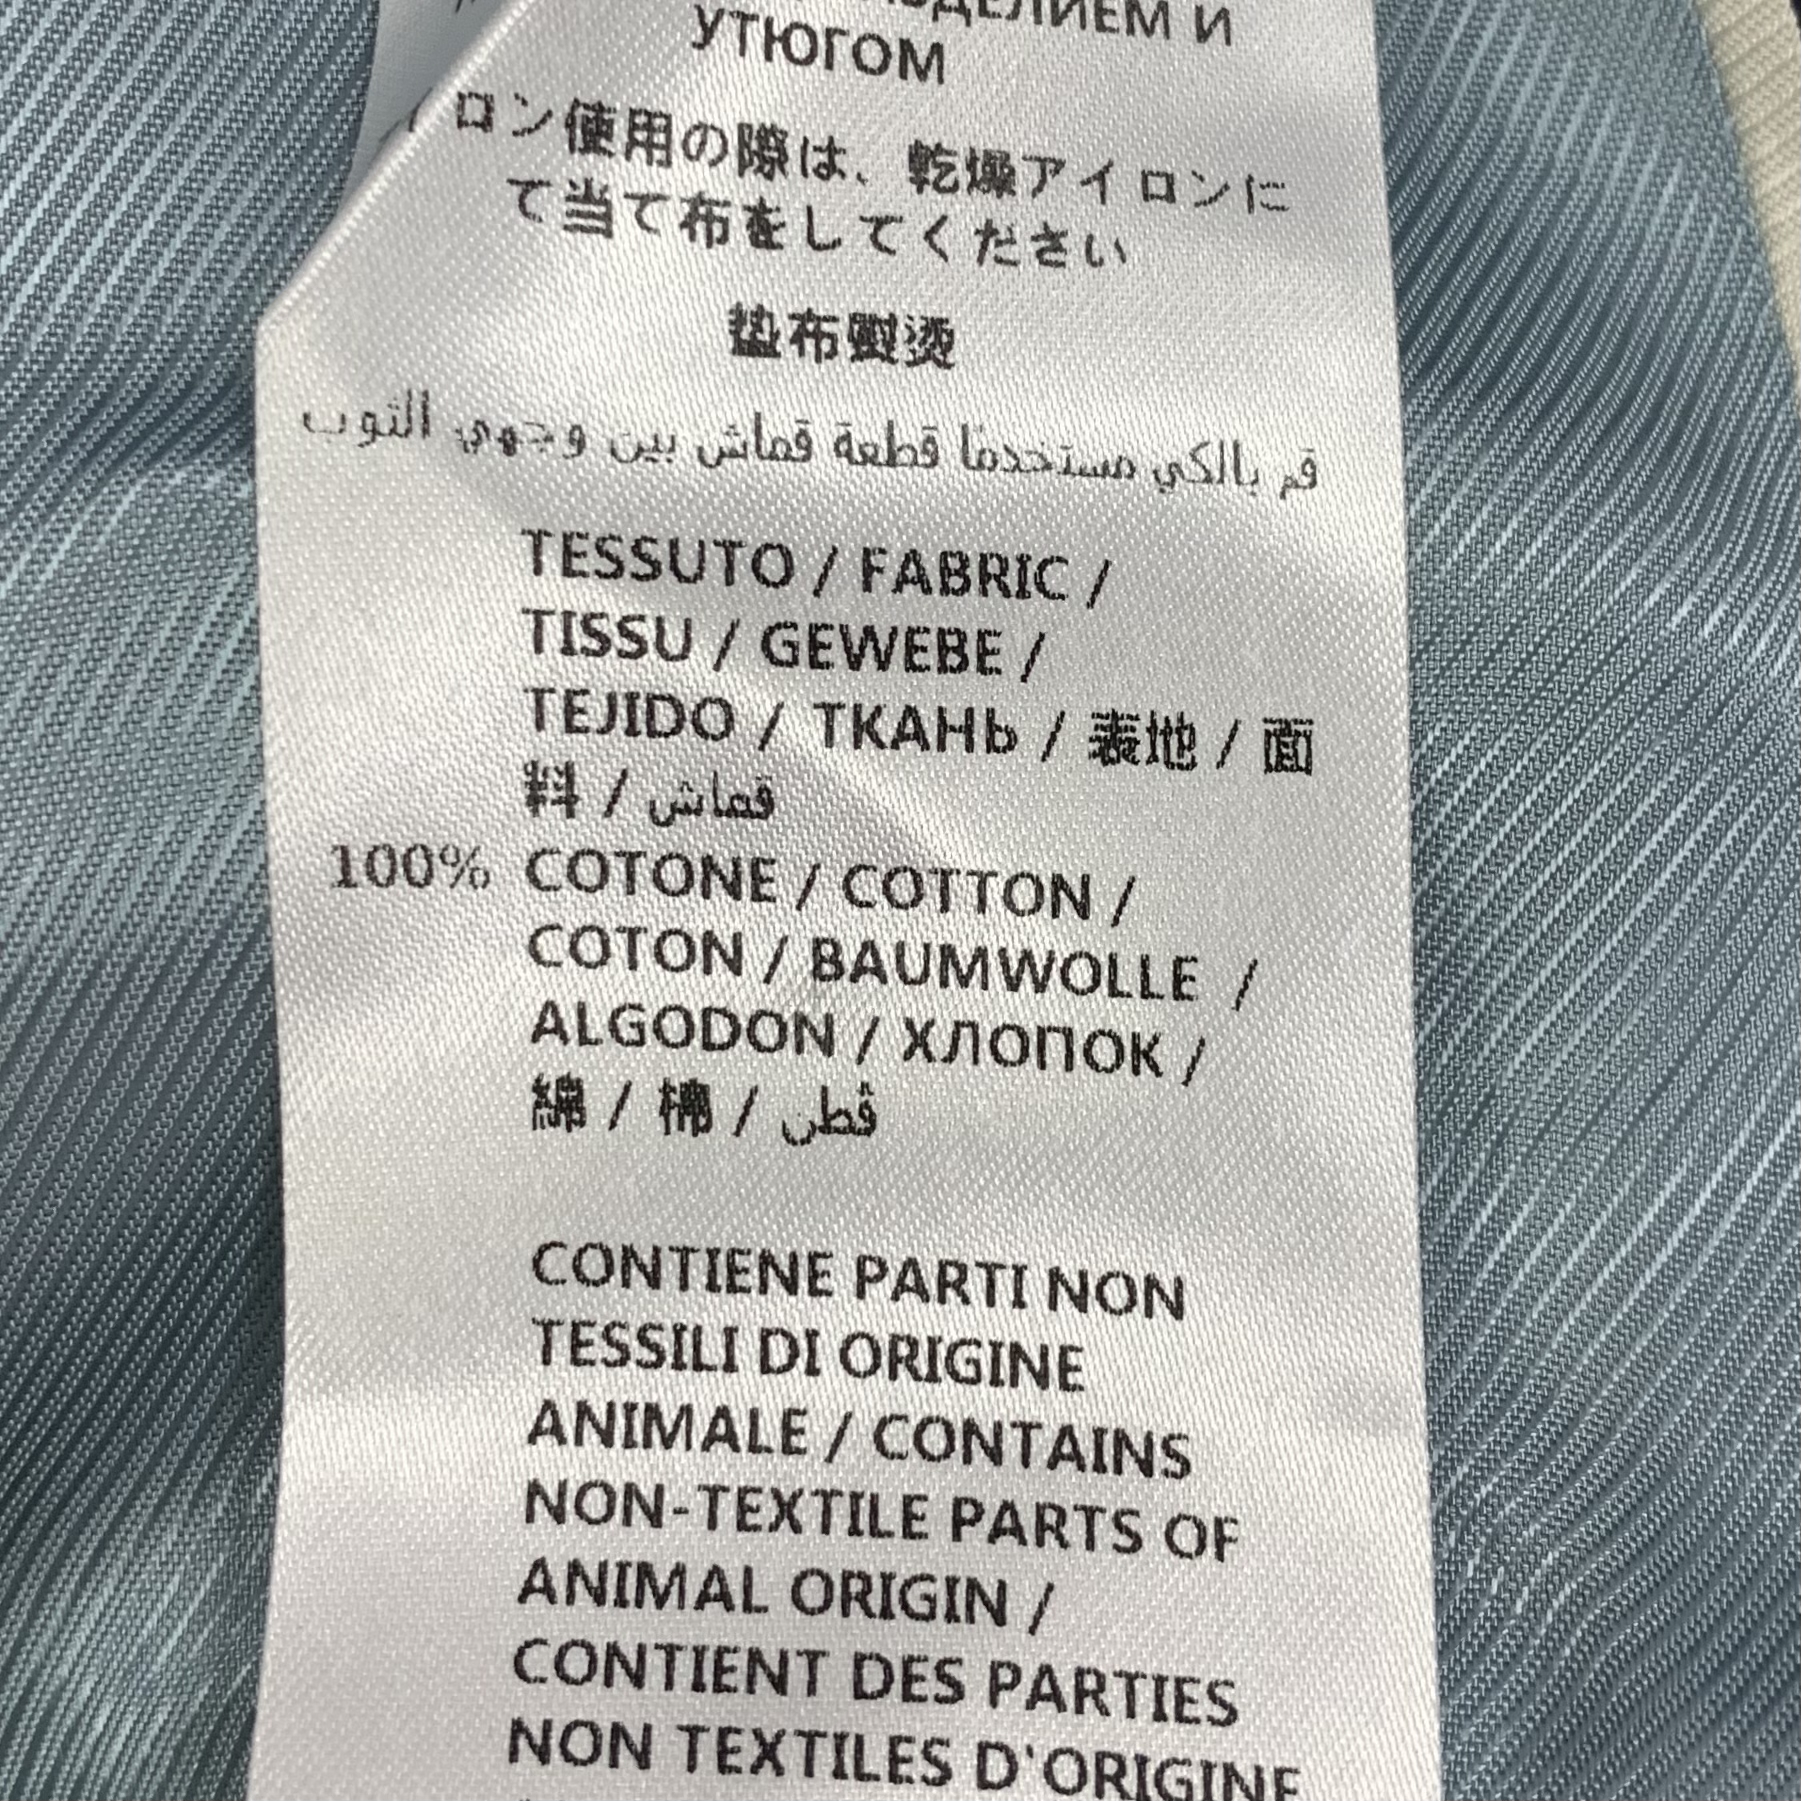 УТЮГОМ
イロン使用の際は、乾燥アイロンに
て当て布をしてください
垫布熨烫
قم بالكي مستخدمًا قطعة قماش بين وجهي الثوب
TESSUTO / FABRIC /
TISSU / GEWEBE /
TEJIDO / ТКАНЬ / 表地 / 面
料 / قماش
100% COTONE / COTTON /
COTON / BAUMWOLLE /
ALGODON / ХЛОПОК /
綿 / 棉 / قطن
CONTIENE PARTI NON
TESSILI DI ORIGINE
ANIMALE / CONTAINS
NON-TEXTILE PARTS OF
ANIMAL ORIGIN /
CONTIENT DES PARTIES
NON TEXTILES D'ORIGINE